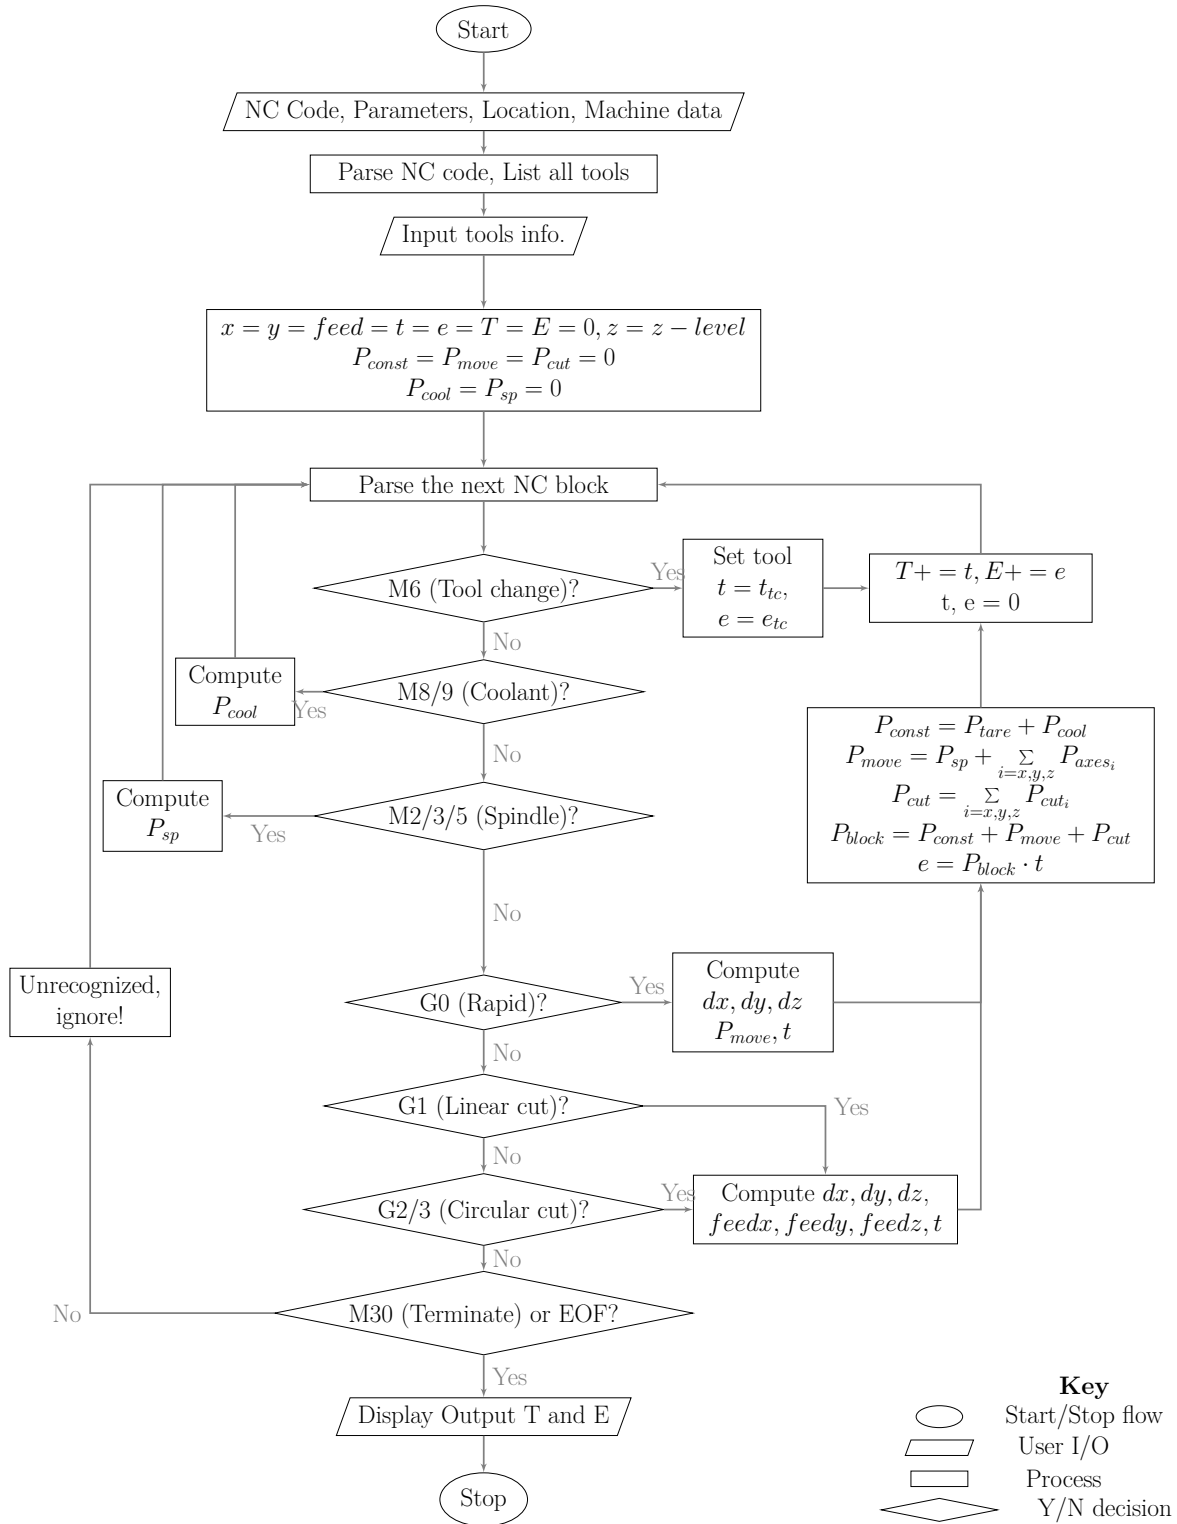 Start
NC Code, Parameters, Location, Machine data
Parse NC code, List all tools
Input tools info.
x = y = feed = t = e = T = E = 0, z = z − level
P_const = P_move = P_cut = 0
P_cool = P_sp = 0
Parse the next NC block
M6 (Tool change)?
Yes
Set tool
t = t_tc,
e = e_tc
T+ = t, E+ = e
t, e = 0
No
M8/9 (Coolant)?
Yes
Compute
P_cool
No
M2/3/5 (Spindle)?
Yes
Compute
P_sp
P_const = P_tare + P_cool
P_move = P_sp + ∑_{i=x,y,z} P_axes_i
P_cut = ∑_{i=x,y,z} P_cut_i
P_block = P_const + P_move + P_cut
e = P_block · t
No
Unrecognized,
ignore!
G0 (Rapid)?
Yes
Compute
dx, dy, dz
P_move, t
No
G1 (Linear cut)?
Yes
No
G2/3 (Circular cut)?
Yes
Compute dx, dy, dz,
feedx, feedy, feedz, t
No
M30 (Terminate) or EOF?
No
Yes
Display Output T and E
Stop
Key
Start/Stop flow
User I/O
Process
Y/N decision